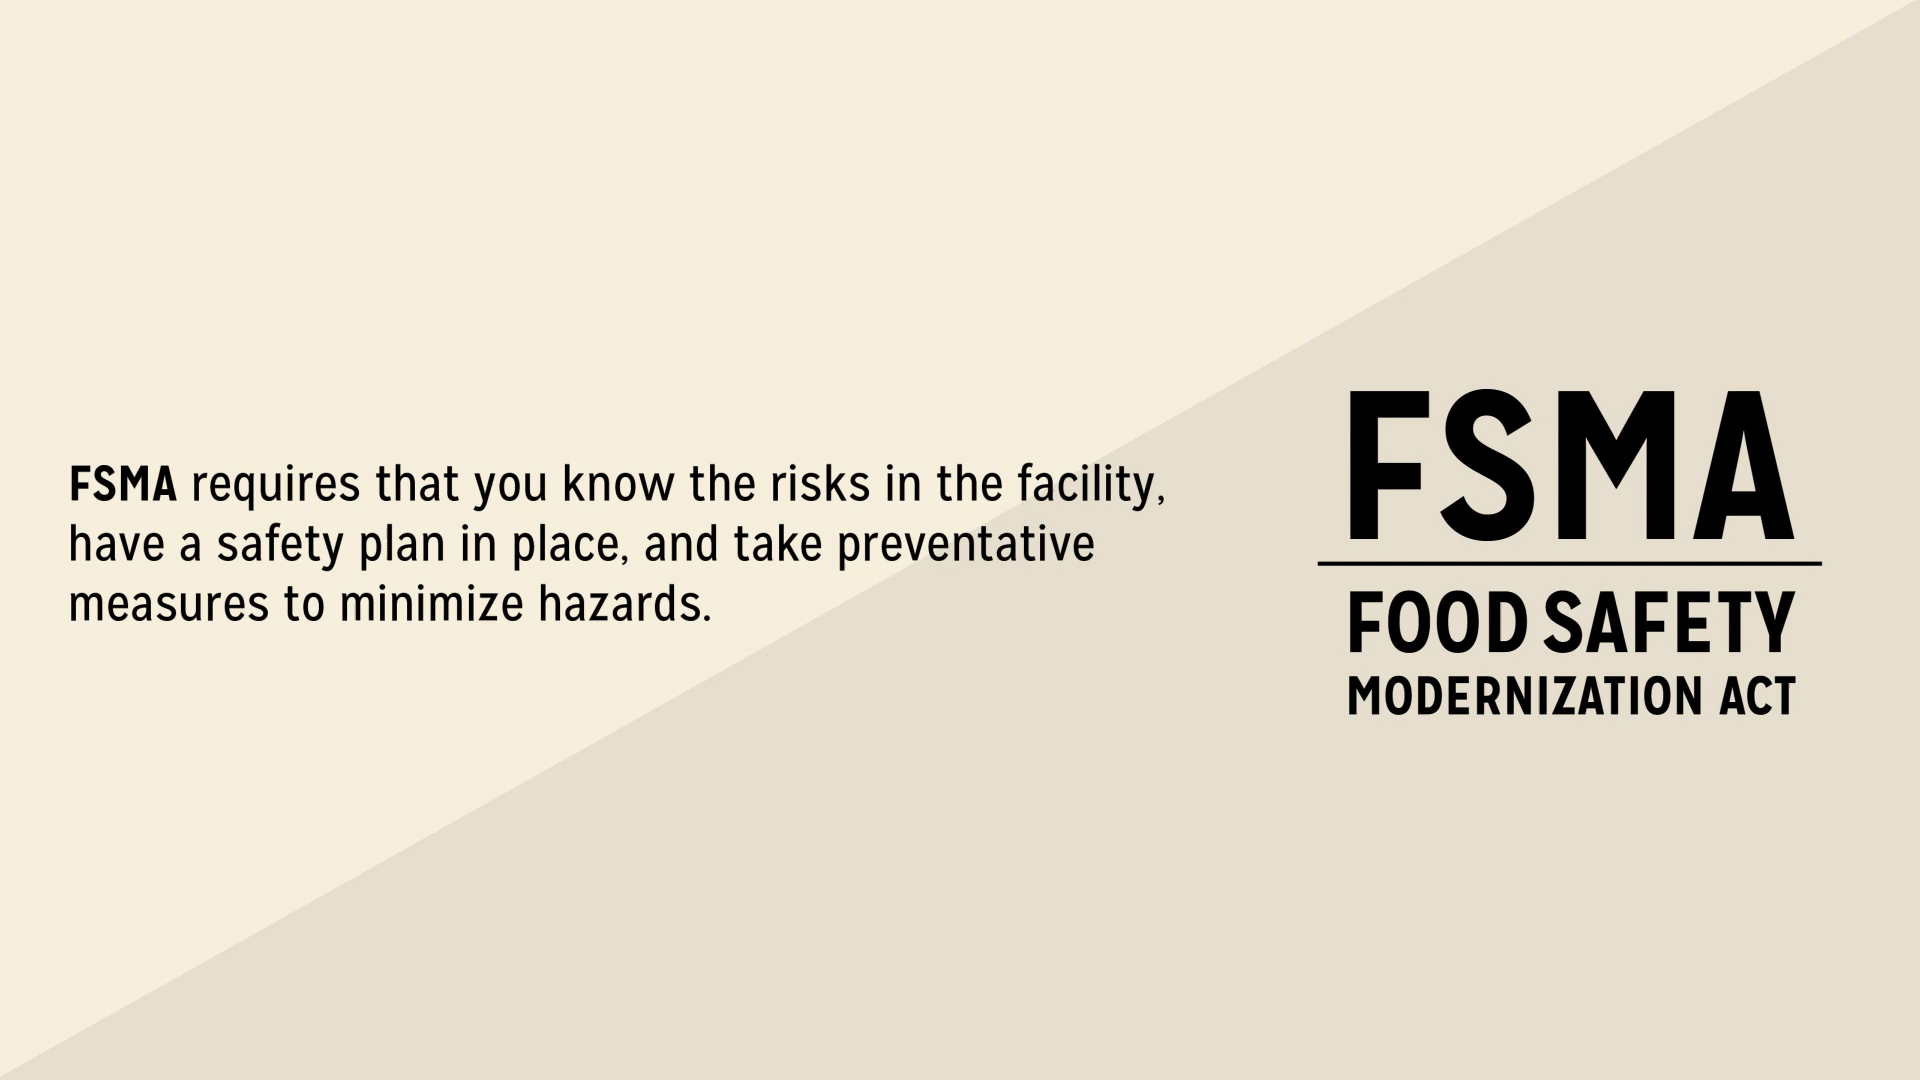 FSMA requires that you know the risks in the facility,
have a safety plan in place, and take preventative
measures to minimize hazards.
FSMA
FOOD SAFETY
MODERNIZATION ACT